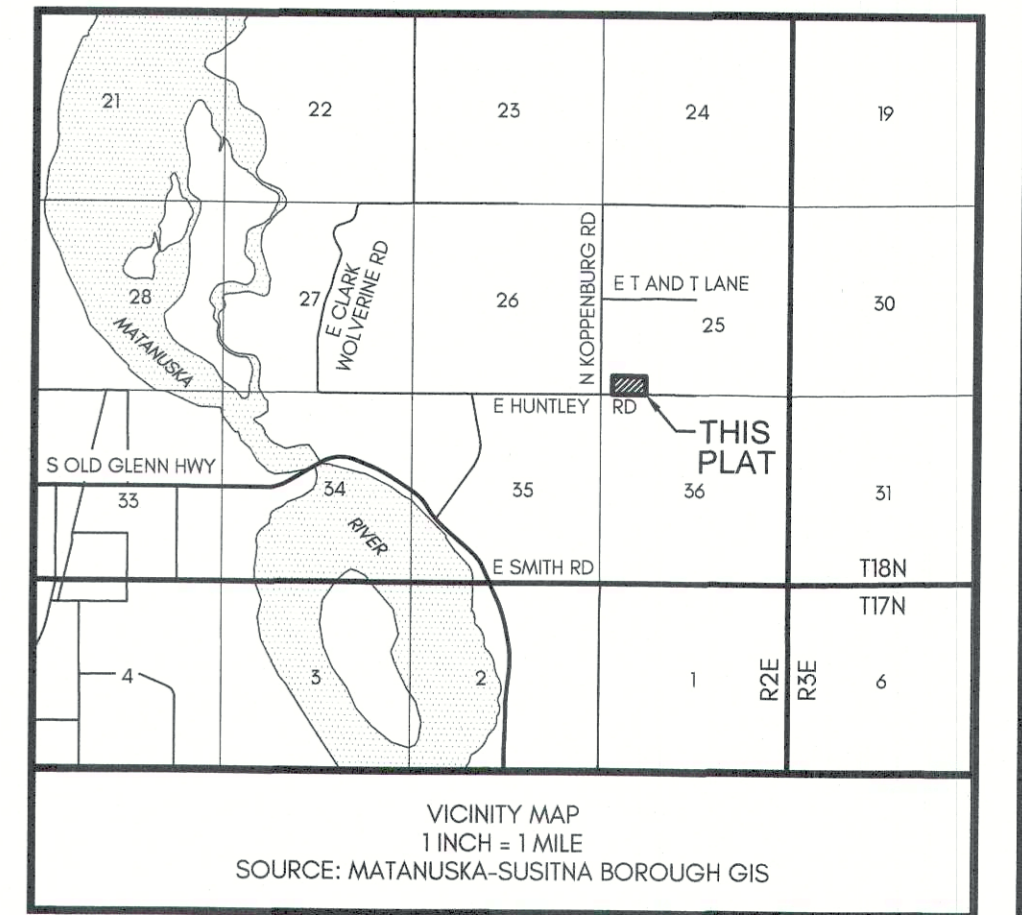 21
22
23
24
19
N KOPPENBURG RD
E T AND T LANE
28
27
E CLARK
WOLVERINE RD
26
25
30
MATANUSKA
E HUNTLEY RD
THIS
PLAT
S OLD GLENN HWY
33
34
35
36
31
RIVER
E SMITH RD
T18N
T17N
4
3
2
1
R2E
R3E
6
VICINITY MAP
1 INCH = 1 MILE
SOURCE: MATANUSKA-SUSITNA BOROUGH GIS